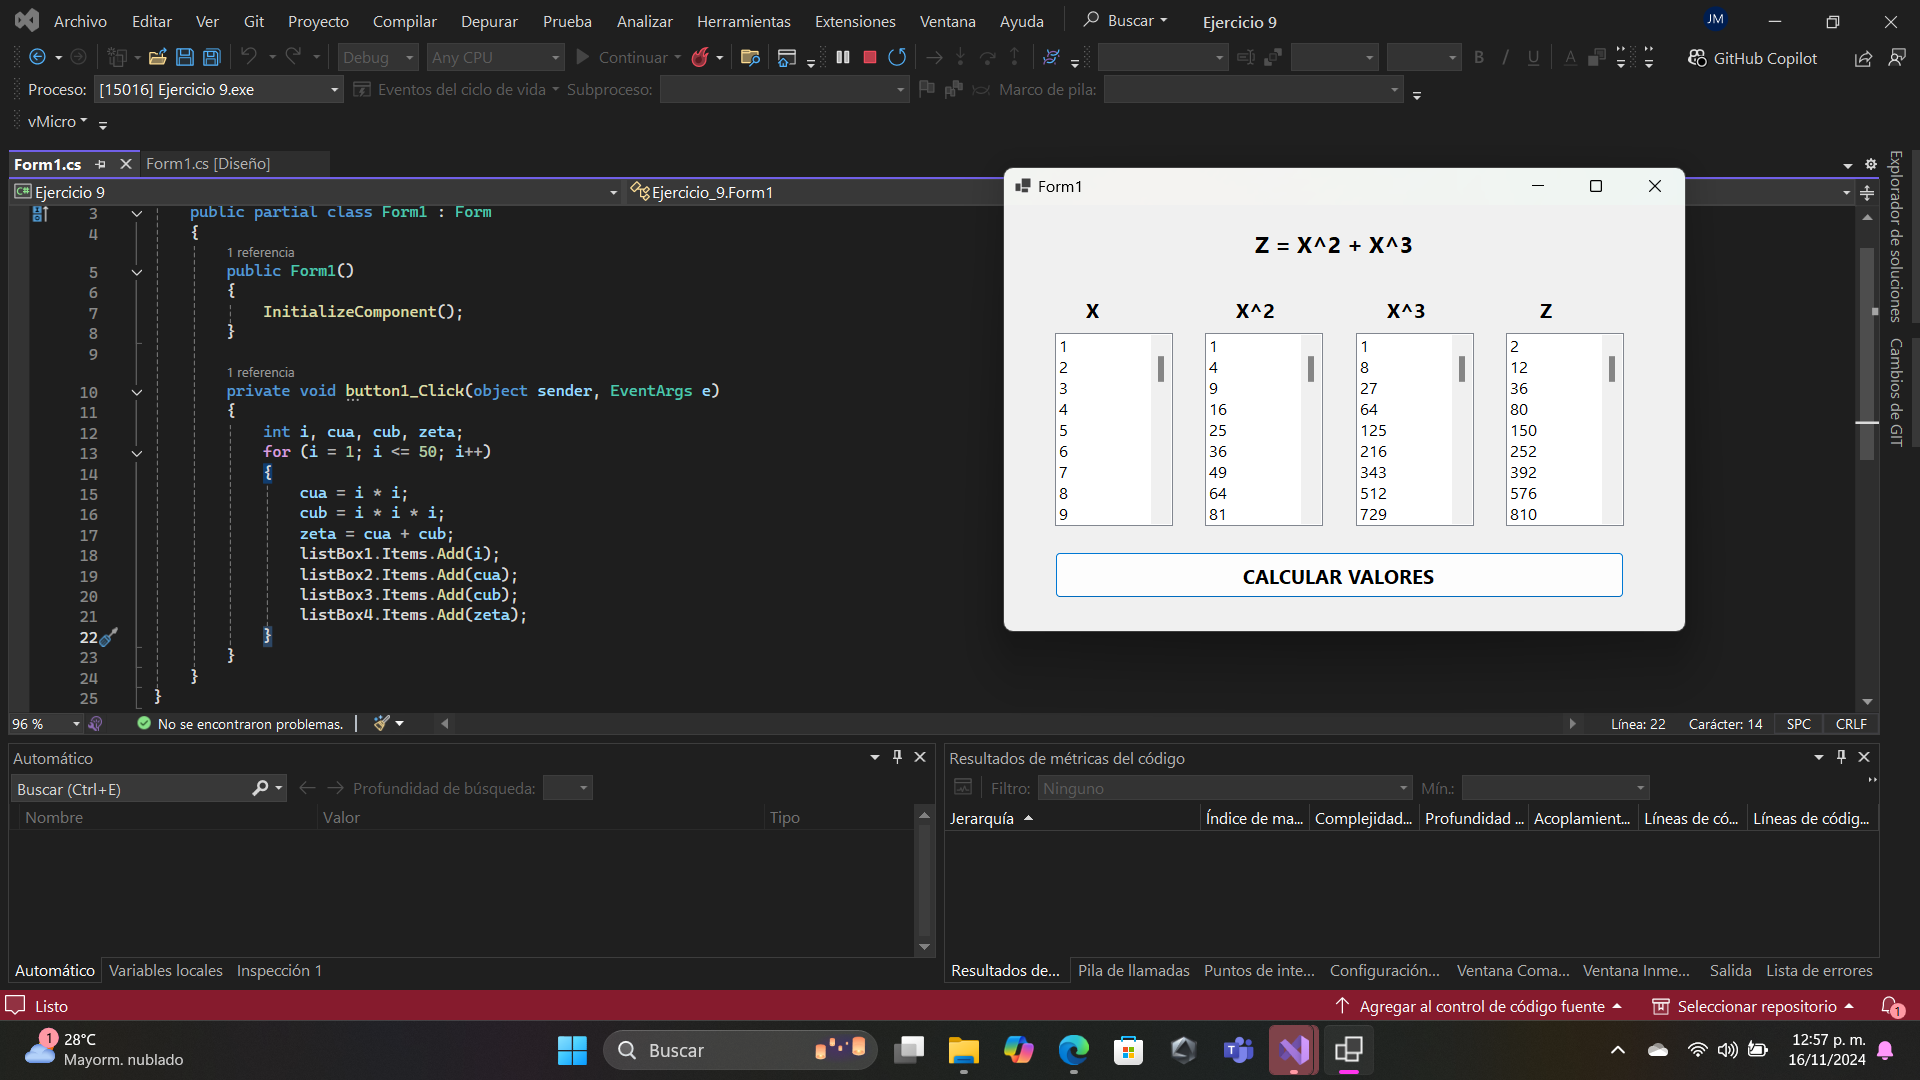 Archivo Editar Ver Git Proyecto Compilar Depurar Prueba Analizar Herramientas Extensiones Ventana Ayuda Buscar Ejercicio 9 JM
Debug Any CPU Continuar B I U A GitHub Copilot
Proceso: [15016] Ejercicio 9.exe Eventos del ciclo de vida Subproceso: Marco de pila:
vMicro
Form1.cs Form1.cs [Diseño]
C# Ejercicio 9 Ejercicio_9.Form1
3 public partial class Form1 : Form
4 {
1 referencia
5 public Form1()
6 {
7 InitializeComponent();
8 }
9
1 referencia
10 private void button1_Click(object sender, EventArgs e)
11 {
12 int i, cua, cub, zeta;
13 for (i = 1; i <= 50; i++)
14 {
15 cua = i * i;
16 cub = i * i * i;
17 zeta = cua + cub;
18 listBox1.Items.Add(i);
19 listBox2.Items.Add(cua);
20 listBox3.Items.Add(cub);
21 listBox4.Items.Add(zeta);
22 }
23 }
24 }
25 }
Form1
Z = X^2 + X^3
X X^2 X^3 Z
1 1 1 2
2 4 8 12
3 9 27 36
4 16 64 80
5 25 125 150
6 36 216 252
7 49 343 392
8 64 512 576
9 81 729 810
CALCULAR VALORES
Explorador de soluciones
Cambios de GIT
96 % No se encontraron problemas. Línea: 22 Carácter: 14 SPC CRLF
Automático
Buscar (Ctrl+E) Profundidad de búsqueda:
Nombre Valor Tipo
Automático Variables locales Inspección 1
Resultados de métricas del código
Filtro: Ninguno Mín.:
Jerarquía Índice de ma... Complejidad... Profundidad ... Acoplamient... Líneas de có... Líneas de códig...
Resultados de... Pila de llamadas Puntos de inte... Configuración... Ventana Coma... Ventana Inme... Salida Lista de errores
Listo Agregar al control de código fuente Seleccionar repositorio 1
1 28°C
Mayorm. nublado
Buscar
12:57 p. m.
16/11/2024